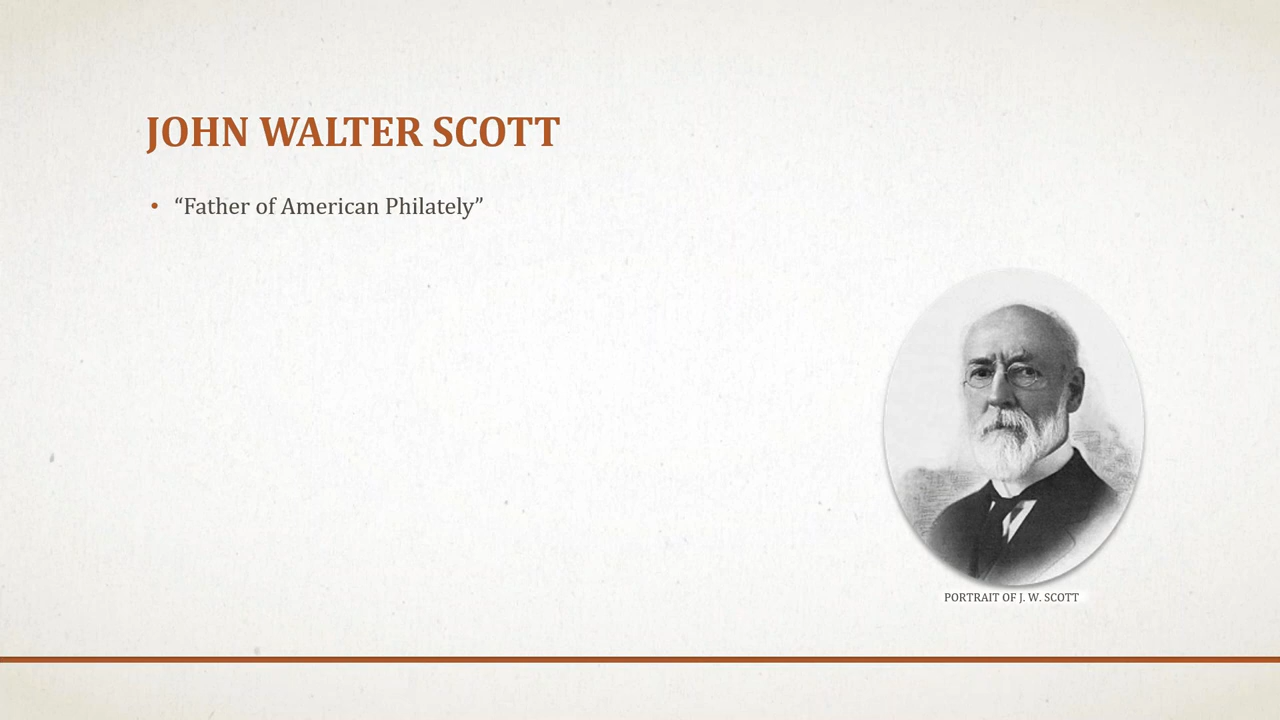 JOHN WALTER SCOTT
• “Father of American Philately”
PORTRAIT OF J. W. SCOTT